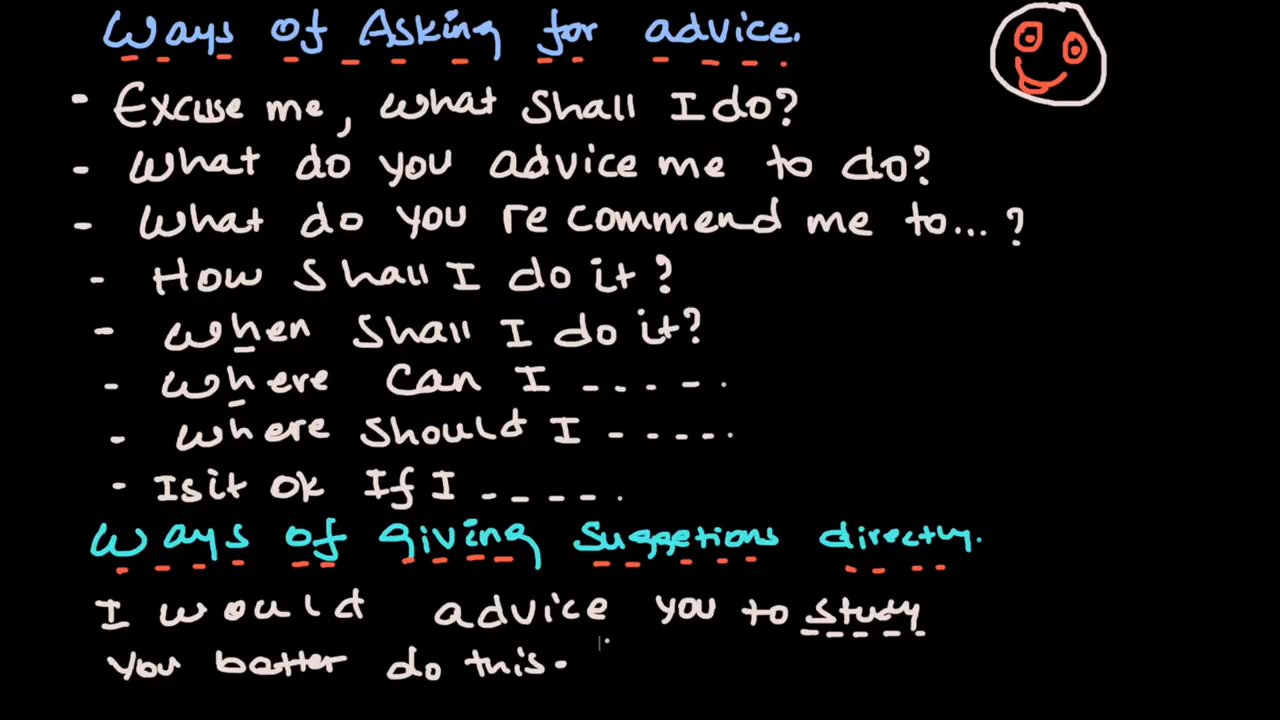 Ways of Asking for advice.
- Excuse me, what shall I do?
- What do you advice me to do?
- What do you recommend me to...?
- How Shall I do it?
- When Shall I do it?
- Where Can I -----.
- Where Should I -----.
- Is it ok If I ----.
Ways of giving Suggetions directly.
I would advice you to study
You better do this.